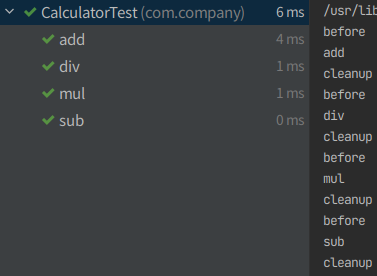 CalculatorTest (com.company) 6 ms
add 4 ms
div 1 ms
mul 1 ms
sub 0 ms
/usr/lib
before
add
cleanup
before
div
cleanup
before
mul
cleanup
before
sub
cleanup